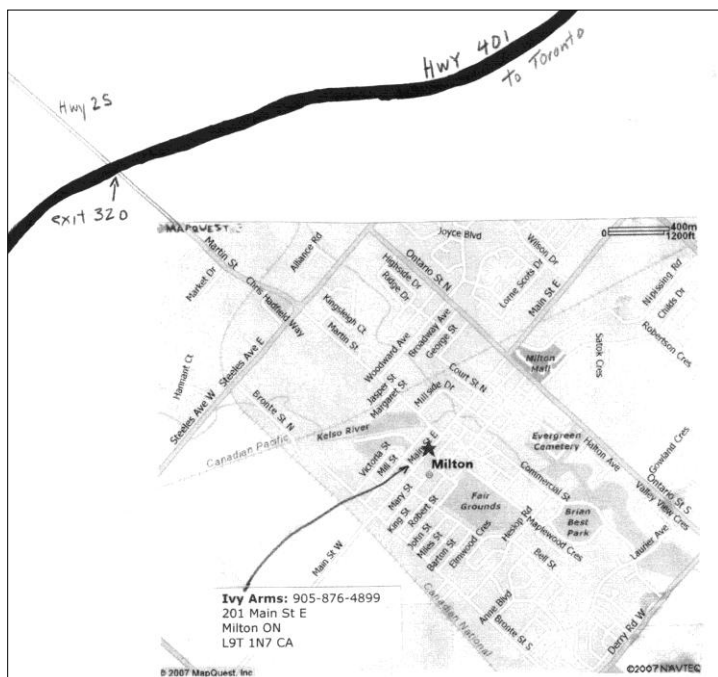 HWY 401
to Toronto
Hwy 25
exit 320
MAPQUEST
400m
0 1200ft
Joyce Blvd
Martin St
Alliance Rd
Market Dr
Chris Hadfield Way
Highside Dr
Ridge Dr
Ontario St N
Wilson Dr
Lorne Scots Dr
Main St E
Nipissing Rd
Childs Dr
Robertson Cres
Kingsleigh Ct
Martin St
Woodward Ave
Broadway Ave
George St
Satok Cres
Milton
Mall
Hannant Ct
Steeles Ave E
Steeles Ave W
Jasper St
Margaret St
Court St N
Millside Dr
Bronte St N
Canadian Pacific
Kelso River
Victoria St
Mill St
Main St E
Milton
Evergreen
Cemetery
Halton Ave
Gowland Cres
Ontario St S
Valley View Cres
Commercial St
Mary St
King St
Robert St
John St
Miles St
Barton St
Elmwood Cres
Fair
Grounds
Heslop Rd
Maplewood Cres
Bell St
Brian
Best
Park
Laurier Ave
Main St W
Canadian National
Anne Blvd
Bronte St S
Derry Rd W
Ivy Arms: 905-876-4899
201 Main St E
Milton ON
L9T 1N7 CA
© 2007 MapQuest, Inc
©2007 NAVTEQ